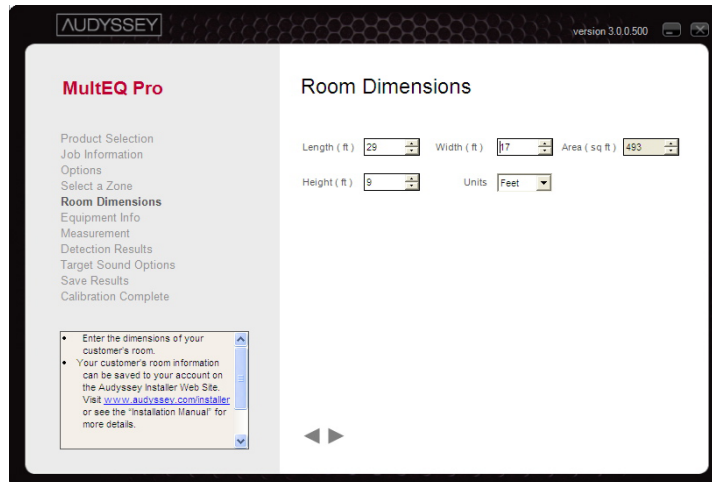 AUDYSSEY
version 3.0.0.500
MultEQ Pro
Product Selection
Job Information
Options
Select a Zone
Room Dimensions
Equipment Info
Measurement
Detection Results
Target Sound Options
Save Results
Calibration Complete
• Enter the dimensions of your
customer's room.
• Your customer's room information
can be saved to your account on
the Audyssey Installer Web Site.
Visit www.audyssey.com/installer
or see the "Installation Manual" for
more details.
Room Dimensions
Length ( ft ) 29 Width ( ft ) 17 Area ( sq ft ) 493
Height ( ft ) 9 Units Feet